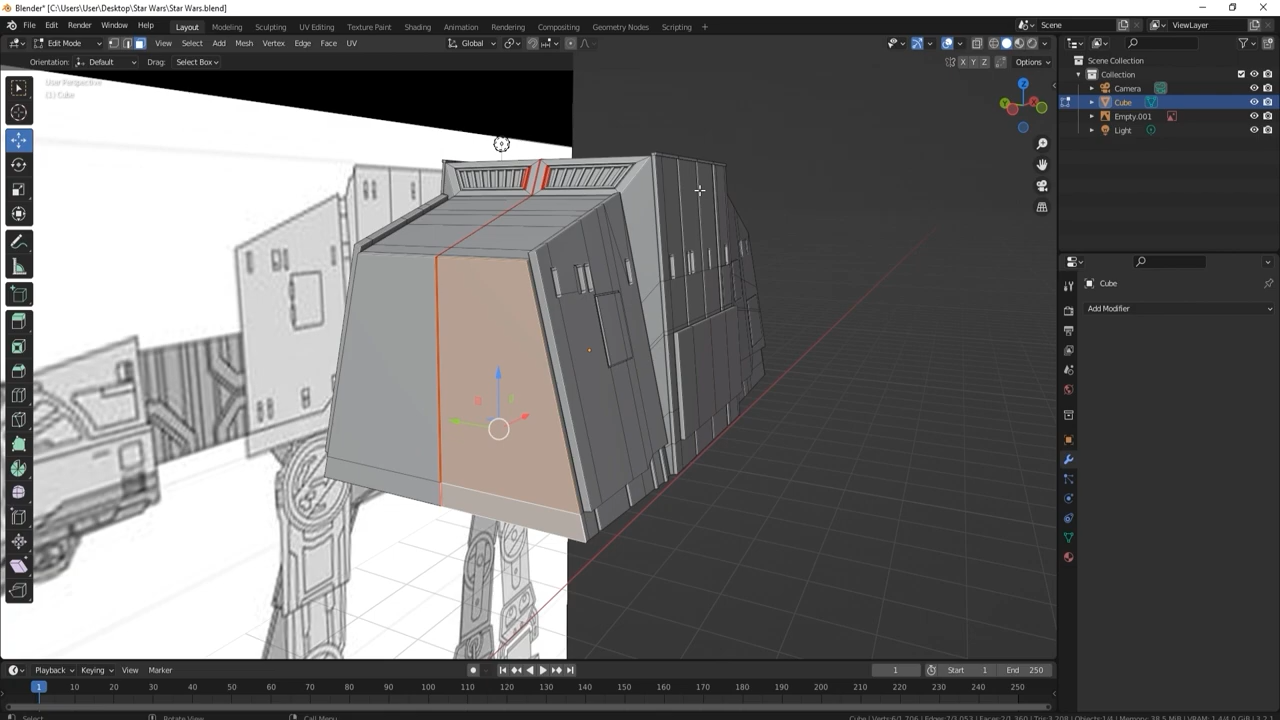 Blender* [C:\Users\User\Desktop\Star Wars\Star Wars.blend]
File Edit Render Window Help Layout Modeling Sculpting UV Editing Texture Paint Shading Animation Rendering Compositing Geometry Nodes Scripting + Scene ViewLayer
Edit Mode View Select Add Mesh Vertex Edge Face UV Global
Orientation: Default Drag: Select Box X Y Z Options
User Perspective
(1) Cube
Scene Collection
Collection
Camera
Cube
Empty.001
Light
Z
Y
X
Cube
Add Modifier
Playback Keying View Marker 1 Start 1 End 250
1 10 20 30 40 50 60 70 80 90 100 110 120 130 140 150 160 170 180 190 200 210 220 230 240 250
Select Rotate View Call Menu